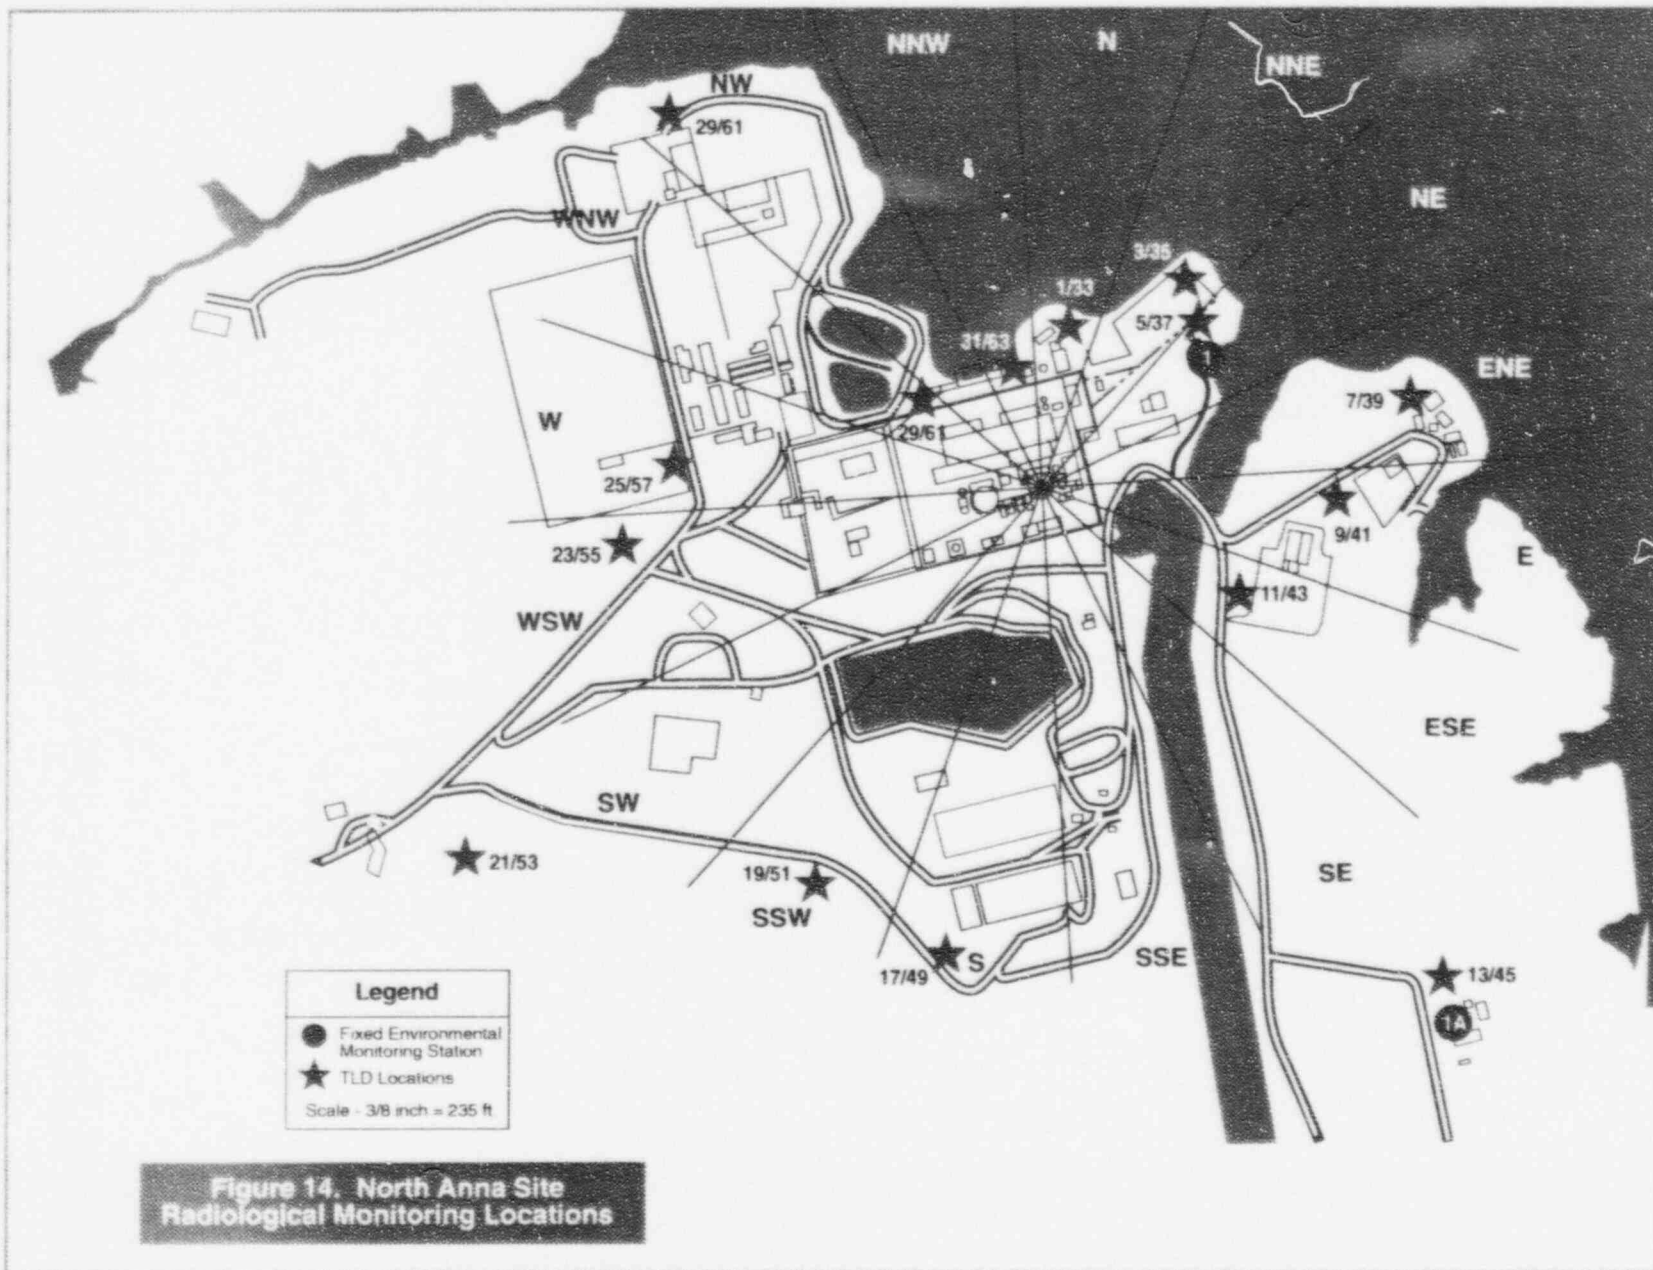 NNW
N
NNE
NW
29/61
NE
WNW
3/35
1/33
5/37
31/63
1
ENE
7/39
W
29/61
25/57
9/41
23/55
E
11/43
WSW
ESE
SW
21/53
19/51
SE
SSW
S
17/49
SSE
13/45
1A
Legend
Fixed Environmental
Monitoring Station
TLD Locations
Scale - 3/8 inch = 235 ft
Figure 14. North Anna Site
Radiological Monitoring Locations